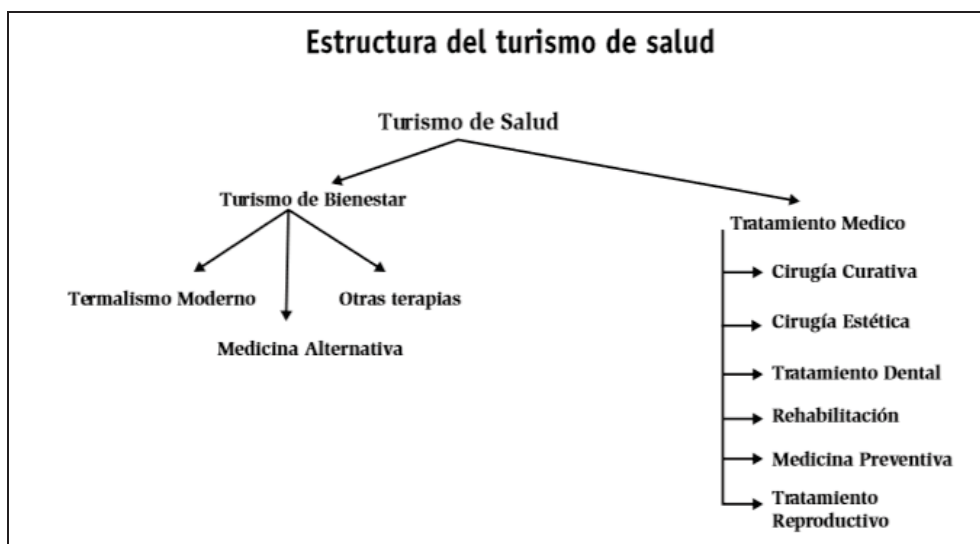 Estructura del turismo de salud
Turismo de Salud
Turismo de Bienestar
Tratamiento Medico
Termalismo Moderno
Otras terapias
Medicina Alternativa
Cirugía Curativa
Cirugía Estética
Tratamiento Dental
Rehabilitación
Medicina Preventiva
Tratamiento
Reproductivo